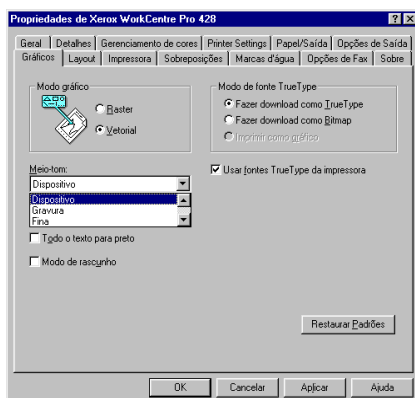 Propriedades de Xerox WorkCentre Pro 428
Geral Detalhes Gerenciamento de cores Printer Settings Papel/Saída Opções de Saída
Gráficos Layout Impressora Sobreposições Marcas d'água Opções de Fax Sobre
Modo gráfico
Raster
Vetorial
Modo de fonte TrueType
Fazer download como TrueType
Fazer download como Bitmap
Imprimir como gráfico
Meio-tom:
Dispositivo
Dispositivo
Gravura
Fina
Usar fontes TrueType da impressora
Todo o texto para preto
Modo de rascunho
Restaurar Padrões
OK Cancelar Aplicar Ajuda